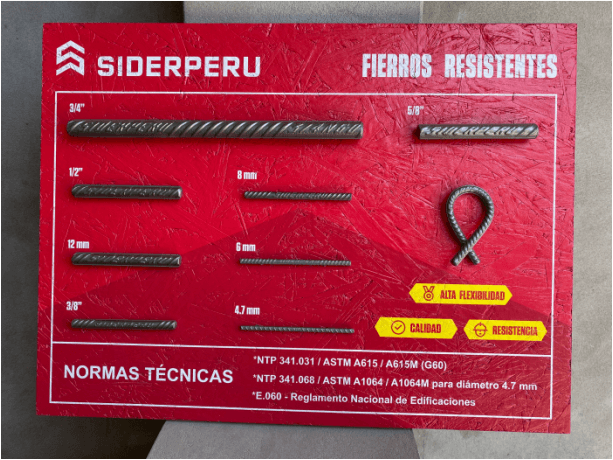 SIDERPERU
FIERROS RESISTENTES
3/4"
5/8"
1/2"
8 mm
12 mm
6 mm
3/8"
4.7 mm
ALTA FLEXIBILIDAD
CALIDAD
RESISTENCIA
NORMAS TÉCNICAS
*NTP 341.031 / ASTM A615 / A615M (G60)
*NTP 341.068 / ASTM A1064 / A1064M para diámetro 4.7 mm
*E.060 - Reglamento Nacional de Edificaciones